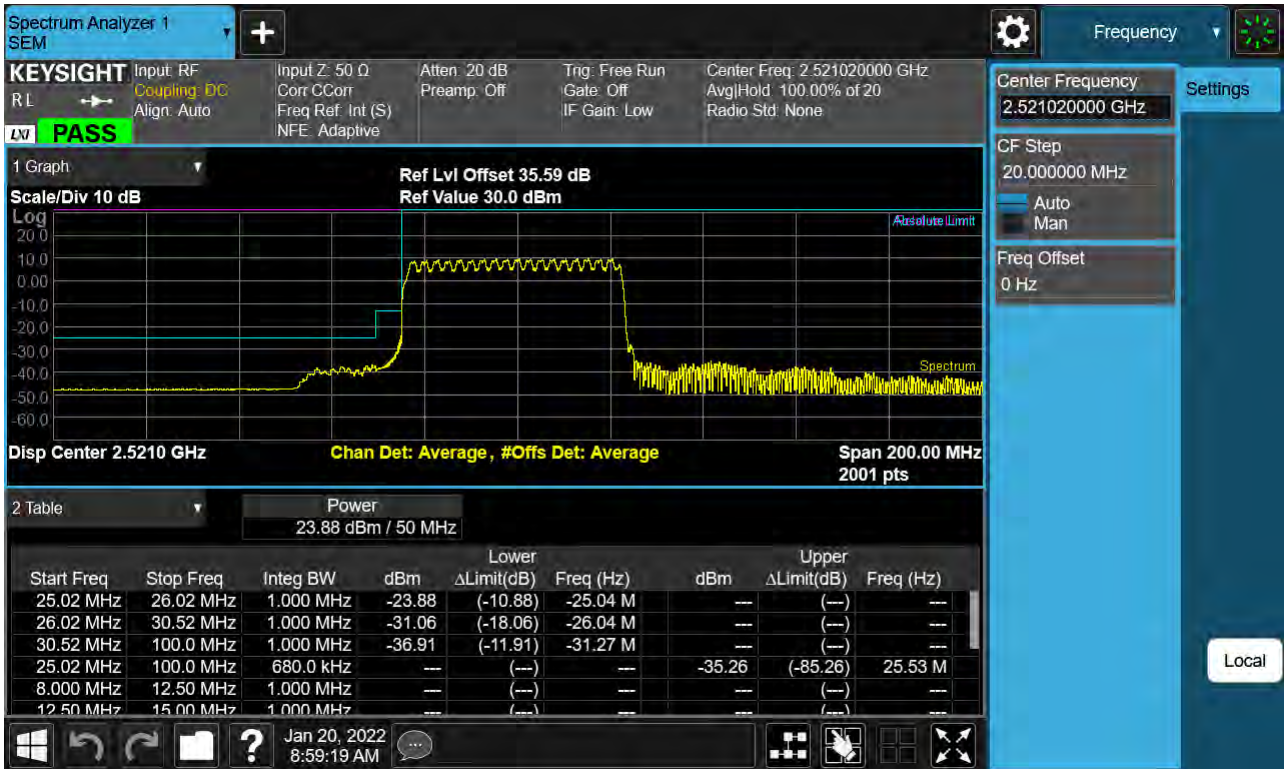 Spectrum Analyzer 1
SEM
Frequency
KEYSIGHT
RL
LXI PASS
Input: RF
Coupling: DC
Align: Auto
Input Z: 50 Ω
Corr CCorr
Freq Ref: Int (S)
NFE: Adaptive
Atten: 20 dB
Preamp: Off
Trig: Free Run
Gate: Off
IF Gain: Low
Center Freq: 2.521020000 GHz
Avg|Hold: 100.00% of 20
Radio Std: None
Center Frequency
2.521020000 GHz
Settings
CF Step
20.000000 MHz
Auto
Man
Freq Offset
0 Hz
Local
1 Graph
Ref Lvl Offset 35.59 dB
Scale/Div 10 dB Ref Value 30.0 dBm
Log
Absolute Limit
20.0
10.0
0.00
-10.0
-20.0
-30.0
-40.0
Spectrum
-50.0
-60.0
Disp Center 2.5210 GHz Chan Det: Average, #Offs Det: Average Span 200.00 MHz
2001 pts
2 Table
Power
23.88 dBm / 50 MHz
Lower Upper
Start Freq Stop Freq Integ BW dBm ΔLimit(dB) Freq (Hz) dBm ΔLimit(dB) Freq (Hz)
25.02 MHz 26.02 MHz 1.000 MHz -23.88 (-10.88) -25.04 M --- (---) ---
26.02 MHz 30.52 MHz 1.000 MHz -31.06 (-18.06) -26.04 M --- (---) ---
30.52 MHz 100.0 MHz 1.000 MHz -36.91 (-11.91) -31.27 M --- (---) ---
25.02 MHz 100.0 MHz 680.0 kHz --- (---) --- -35.26 (-85.26) 25.53 M
8.000 MHz 12.50 MHz 1.000 MHz --- (---) --- --- (---) ---
12.50 MHz 15.00 MHz 1.000 MHz --- (---) --- --- (---) ---
? Jan 20, 2022
8:59:19 AM